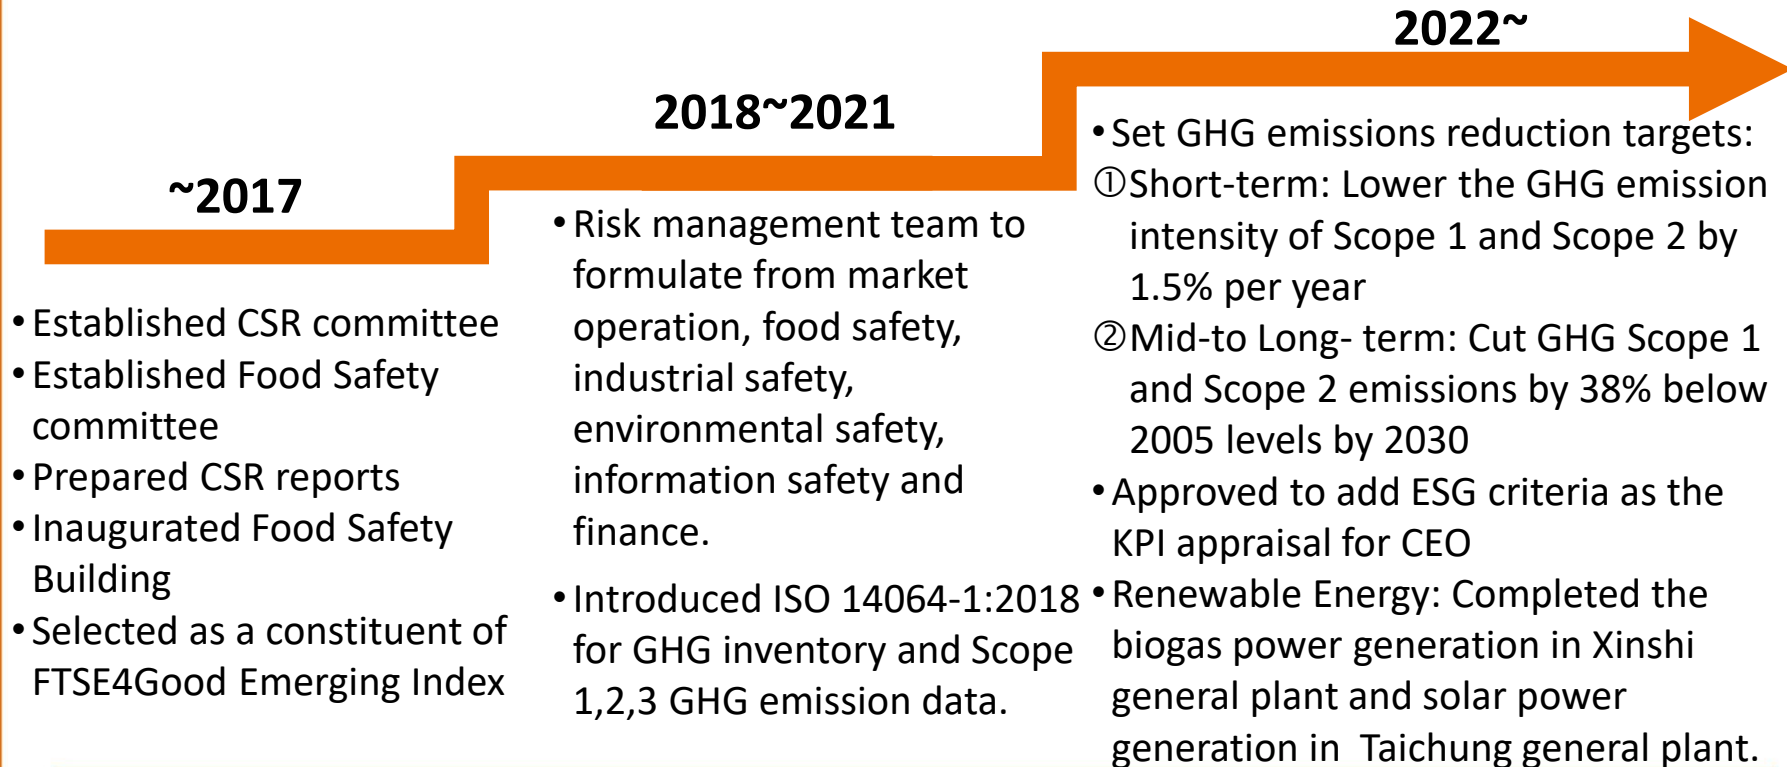 ~2017
• Established CSR committee
• Established Food Safety
committee
• Prepared CSR reports
• Inaugurated Food Safety
Building
• Selected as a constituent of
FTSE4Good Emerging Index
2018~2021
• Risk management team to
formulate from market
operation, food safety,
industrial safety,
environmental safety,
information safety and
finance.
• Introduced ISO 14064-1:2018
for GHG inventory and Scope
1,2,3 GHG emission data.
2022~
• Set GHG emissions reduction targets:
①Short-term: Lower the GHG emission
intensity of Scope 1 and Scope 2 by
1.5% per year
②Mid-to Long- term: Cut GHG Scope 1
and Scope 2 emissions by 38% below
2005 levels by 2030
• Approved to add ESG criteria as the
KPI appraisal for CEO
• Renewable Energy: Completed the
biogas power generation in Xinshi
general plant and solar power
generation in Taichung general plant.